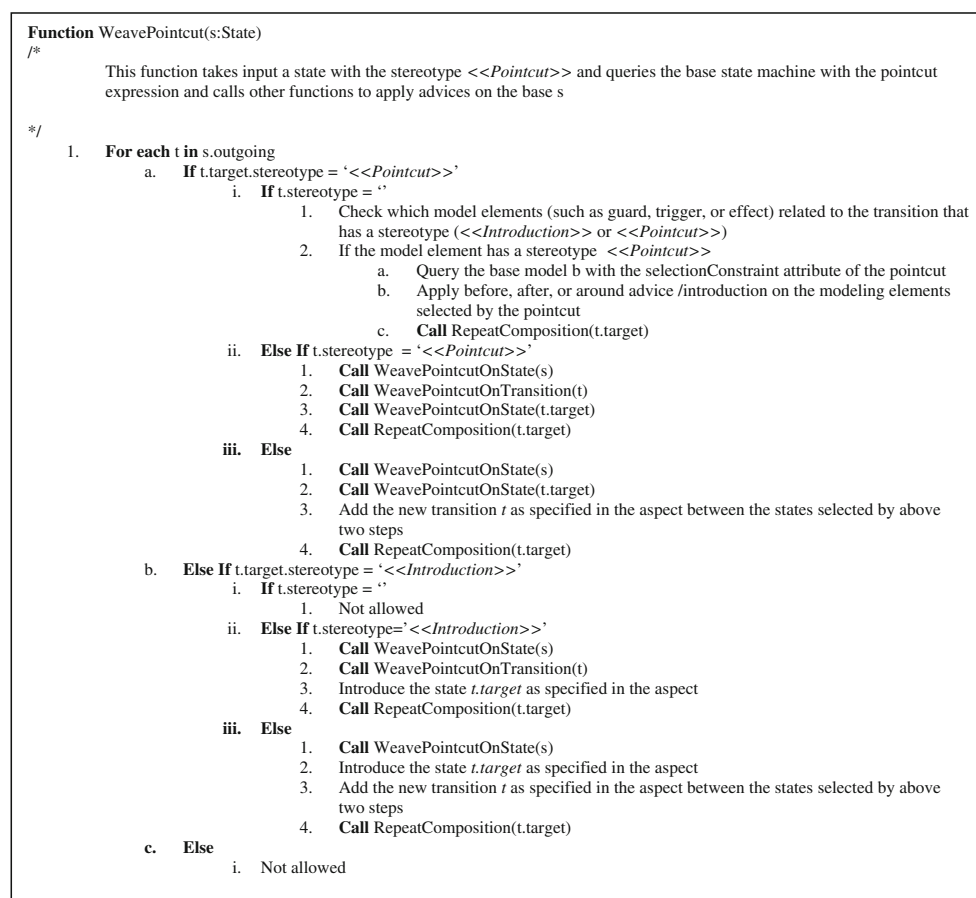 Function WeavePointcut(s:State)
/*
This function takes input a state with the stereotype <<Pointcut>> and queries the base state machine with the pointcut
expression and calls other functions to apply advices on the base s
*/
1. For each t in s.outgoing
a. If t.target.stereotype = ‘<<Pointcut>>’
i. If t.stereotype = ‘’
1. Check which model elements (such as guard, trigger, or effect) related to the transition that
has a stereotype (<<Introduction>> or <<Pointcut>>)
2. If the model element has a stereotype <<Pointcut>>
a. Query the base model b with the selectionConstraint attribute of the pointcut
b. Apply before, after, or around advice /introduction on the modeling elements
selected by the pointcut
c. Call RepeatComposition(t.target)
ii. Else If t.stereotype = ‘<<Pointcut>>’
1. Call WeavePointcutOnState(s)
2. Call WeavePointcutOnTransition(t)
3. Call WeavePointcutOnState(t.target)
4. Call RepeatComposition(t.target)
iii. Else
1. Call WeavePointcutOnState(s)
2. Call WeavePointcutOnState(t.target)
3. Add the new transition t as specified in the aspect between the states selected by above
two steps
4. Call RepeatComposition(t.target)
b. Else If t.target.stereotype = ‘<<Introduction>>’
i. If t.stereotype = ‘’
1. Not allowed
ii. Else If t.stereotype=’<<Introduction>>’
1. Call WeavePointcutOnState(s)
2. Call WeavePointcutOnTransition(t)
3. Introduce the state t.target as specified in the aspect
4. Call RepeatComposition(t.target)
iii. Else
1. Call WeavePointcutOnState(s)
2. Introduce the state t.target as specified in the aspect
3. Add the new transition t as specified in the aspect between the states selected by above
two steps
4. Call RepeatComposition(t.target)
c. Else
i. Not allowed